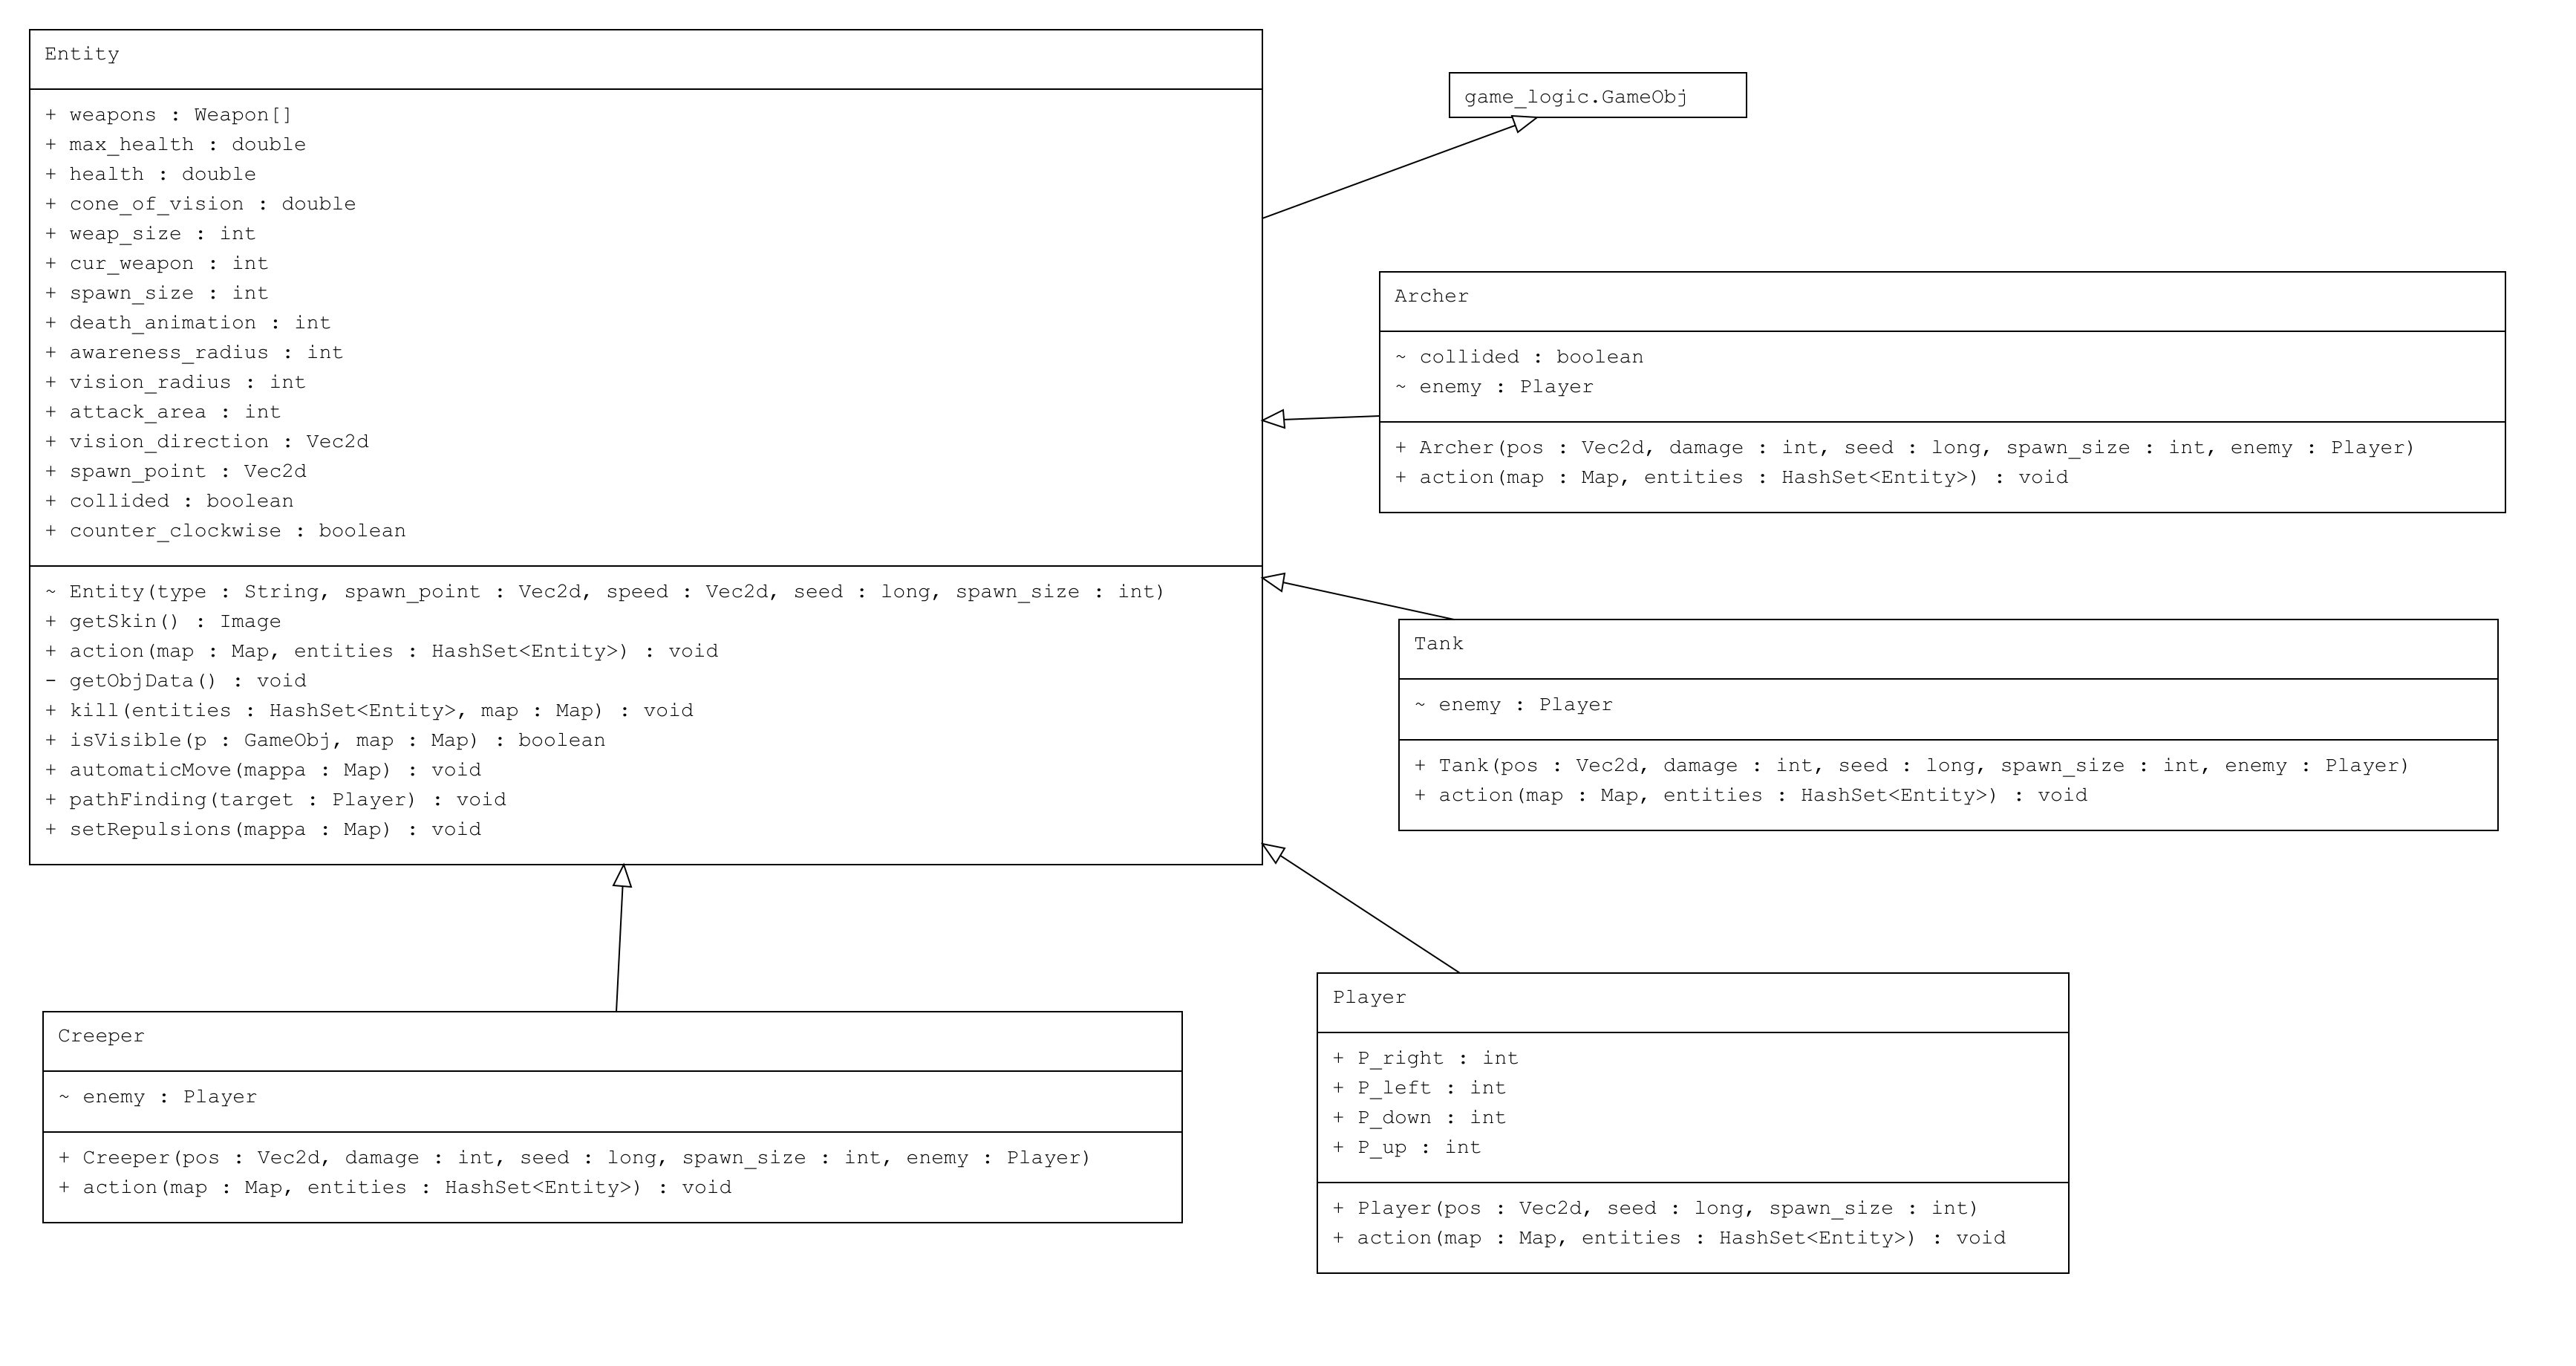 Entity
+ weapons : Weapon[]
+ max_health : double
+ health : double
+ cone_of_vision : double
+ weap_size : int
+ cur_weapon : int
+ spawn_size : int
+ death_animation : int
+ awareness_radius : int
+ vision_radius : int
+ attack_area : int
+ vision_direction : Vec2d
+ spawn_point : Vec2d
+ collided : boolean
+ counter_clockwise : boolean
~ Entity(type : String, spawn_point : Vec2d, speed : Vec2d, seed : long, spawn_size : int)
+ getSkin() : Image
+ action(map : Map, entities : HashSet<Entity>) : void
- getObjData() : void
+ kill(entities : HashSet<Entity>, map : Map) : void
+ isVisible(p : GameObj, map : Map) : boolean
+ automaticMove(mappa : Map) : void
+ pathFinding(target : Player) : void
+ setRepulsions(mappa : Map) : void
game_logic.GameObj
Archer
~ collided : boolean
~ enemy : Player
+ Archer(pos : Vec2d, damage : int, seed : long, spawn_size : int, enemy : Player)
+ action(map : Map, entities : HashSet<Entity>) : void
Tank
~ enemy : Player
+ Tank(pos : Vec2d, damage : int, seed : long, spawn_size : int, enemy : Player)
+ action(map : Map, entities : HashSet<Entity>) : void
Creeper
~ enemy : Player
+ Creeper(pos : Vec2d, damage : int, seed : long, spawn_size : int, enemy : Player)
+ action(map : Map, entities : HashSet<Entity>) : void
Player
+ P_right : int
+ P_left : int
+ P_down : int
+ P_up : int
+ Player(pos : Vec2d, seed : long, spawn_size : int)
+ action(map : Map, entities : HashSet<Entity>) : void